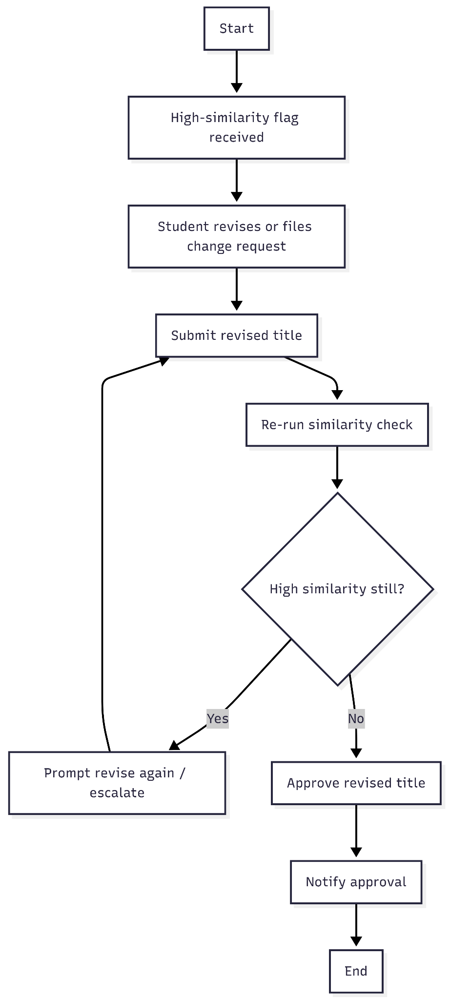 Start
High-similarity flag
received
Student revises or files
change request
Submit revised title
Re-run similarity check
High similarity still?
Yes
No
Prompt revise again /
escalate
Approve revised title
Notify approval
End